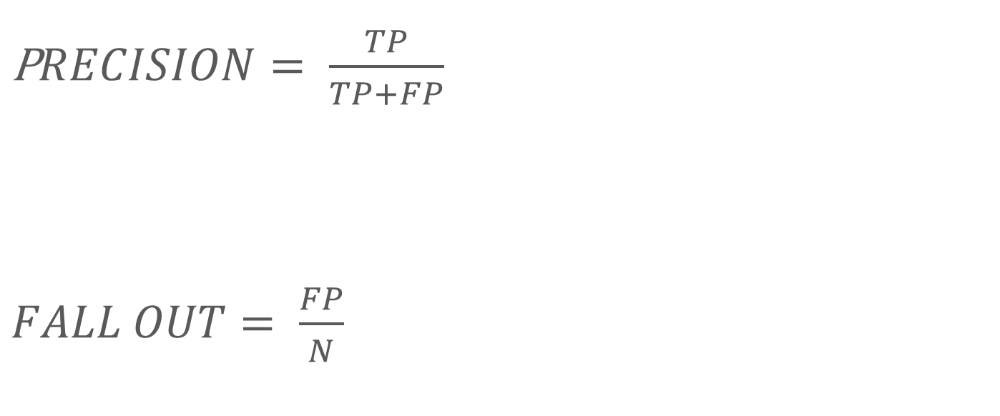 PRECISION = TP / TP+FP
FALL OUT = FP / N